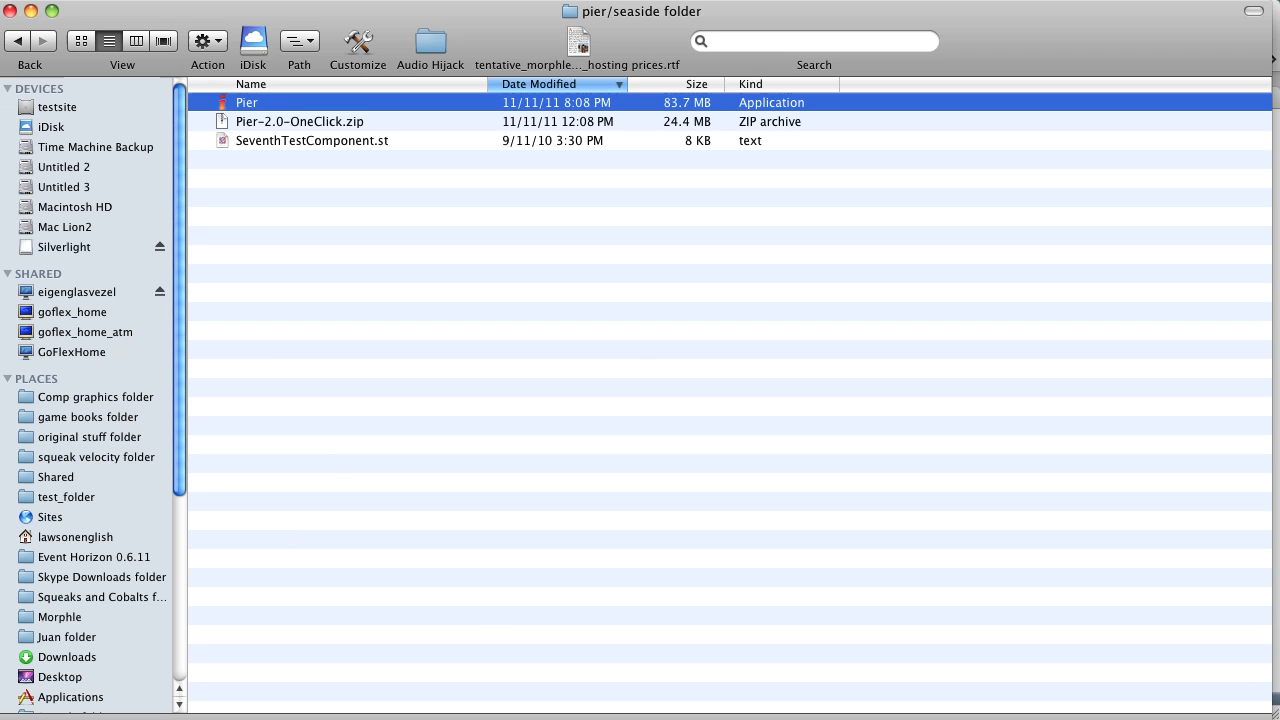 pier/seaside folder
Back View Action iDisk Path Customize Audio Hijack tentative_morphle..._hosting prices.rtf Search
DEVICES
testsite
iDisk
Time Machine Backup
Untitled 2
Untitled 3
Macintosh HD
Mac Lion2
Silverlight
SHARED
eigenglasvezel
goflex_home
goflex_home_atm
GoFlexHome
PLACES
Comp graphics folder
game books folder
original stuff folder
squeak velocity folder
Shared
test_folder
Sites
lawsonenglish
Event Horizon 0.6.11
Skype Downloads folder
Squeaks and Cobalts f...
Morphle
Juan folder
Downloads
Desktop
Applications
Name Date Modified Size Kind
Pier 11/11/11 8:08 PM 83.7 MB Application
Pier-2.0-OneClick.zip 11/11/11 12:08 PM 24.4 MB ZIP archive
SeventhTestComponent.st 9/11/10 3:30 PM 8 KB text